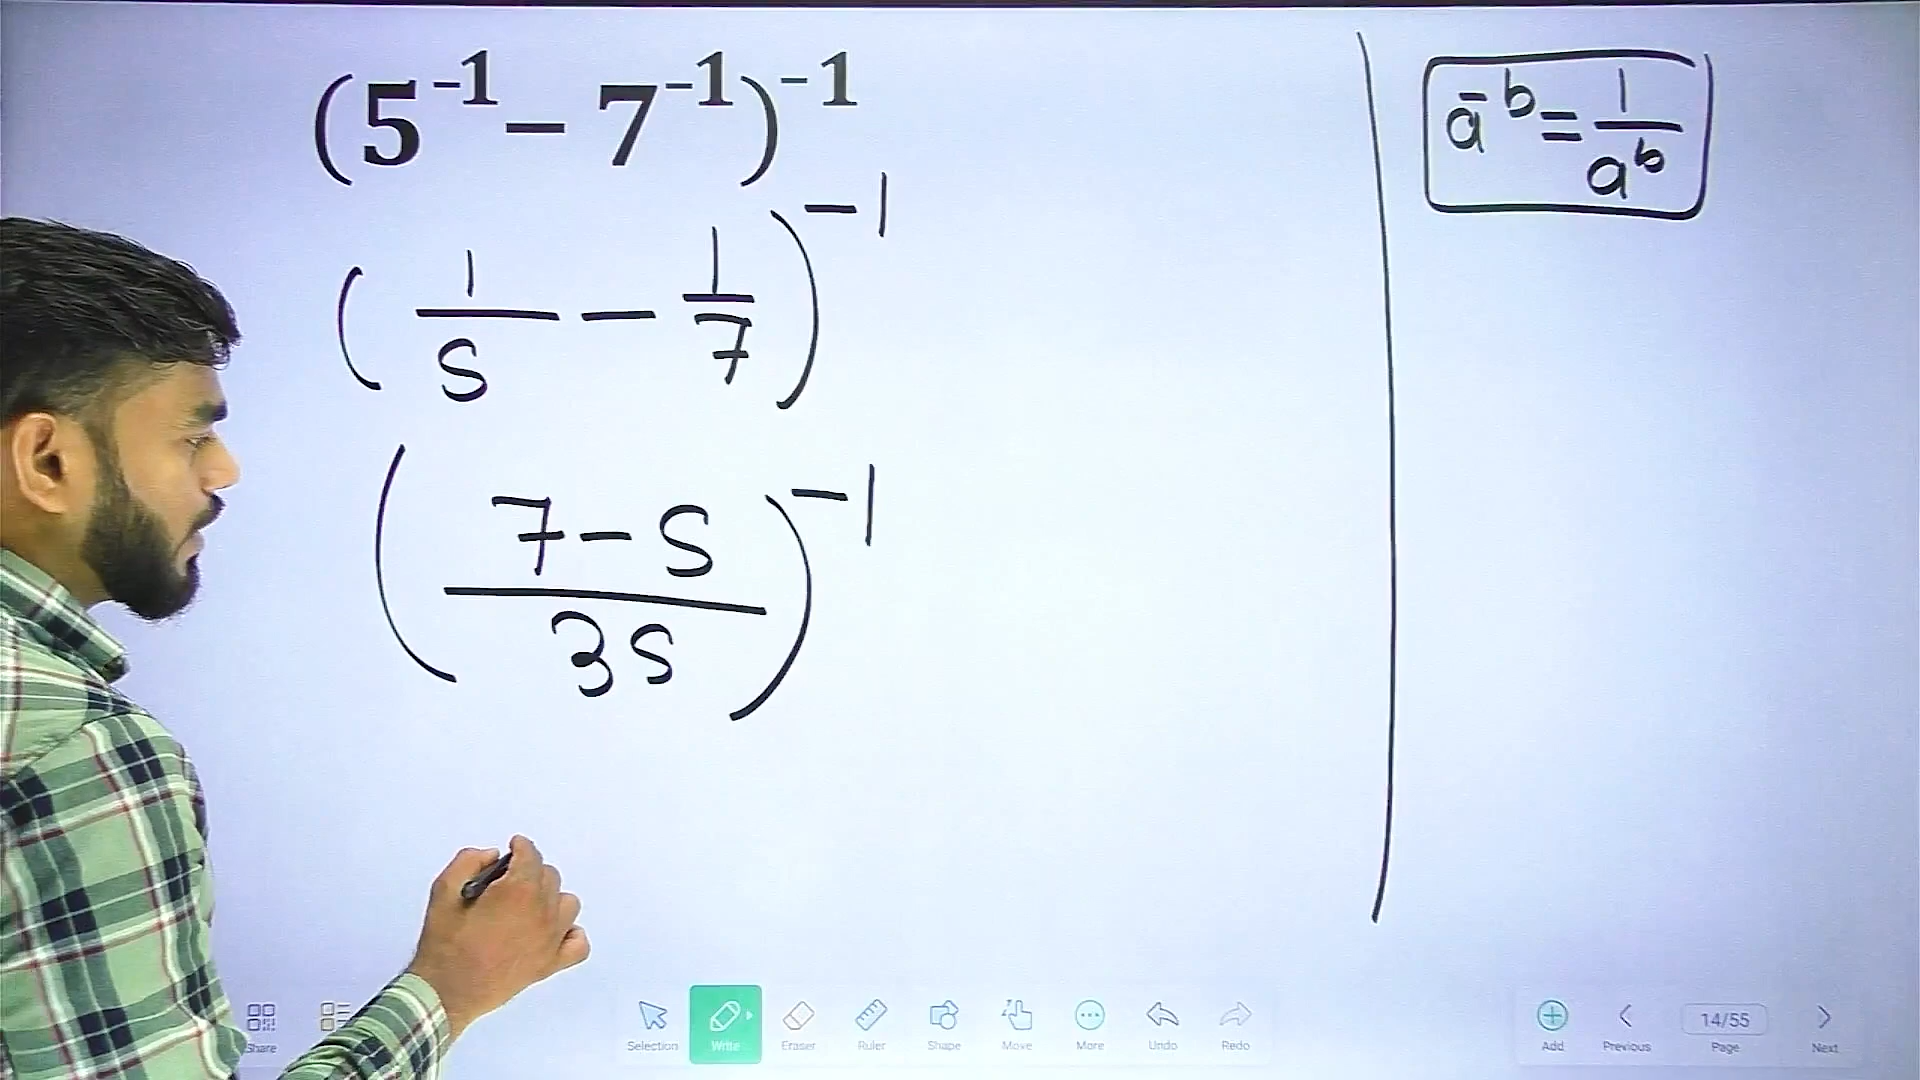 (5⁻¹ − 7⁻¹)⁻¹
(1/5 − 1/7)⁻¹
((7 − 5)/35)⁻¹
a⁻ᵇ = 1/aᵇ
Share
Selection
Write
Eraser
Ruler
Shape
Move
More
Undo
Redo
Add
Previous
14/55
Page
Next